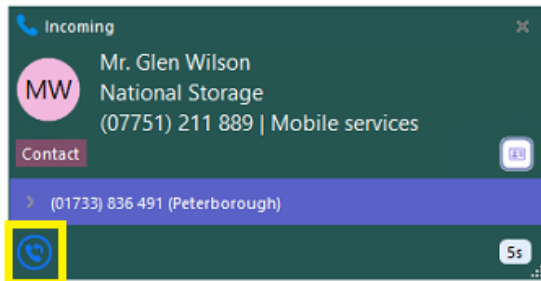 Incoming
MW
Mr. Glen Wilson
National Storage
(07751) 211 889 | Mobile services
Contact
(01733) 836 491 (Peterborough)
5s